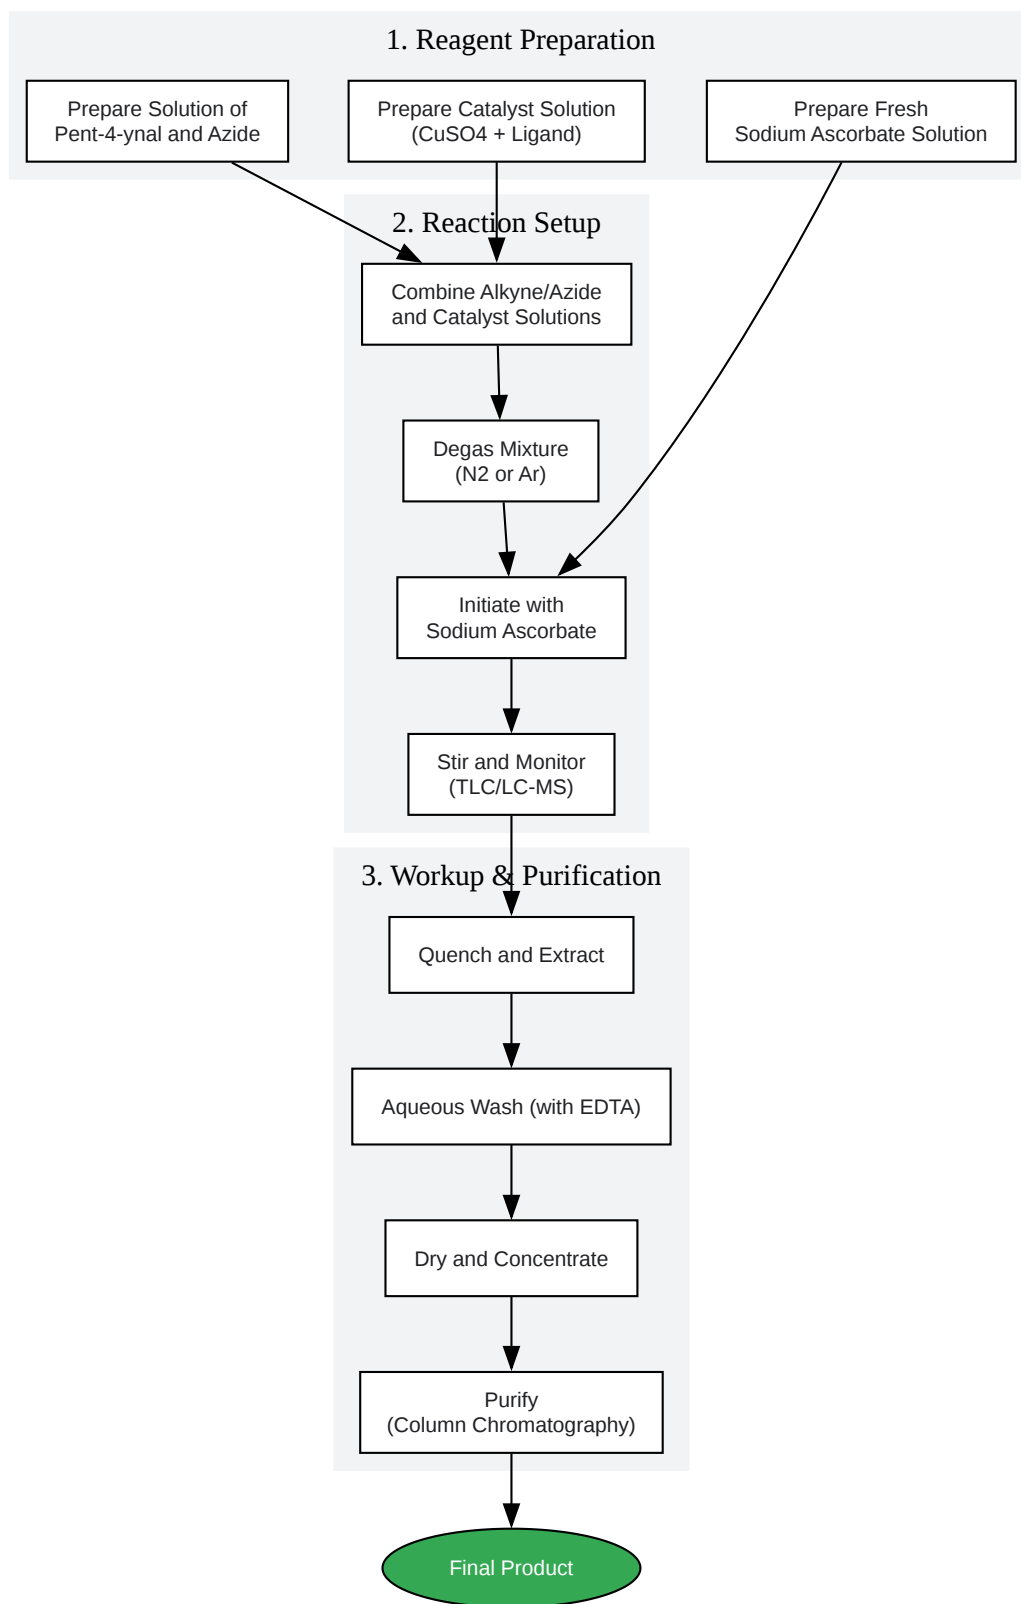 1. Reagent Preparation
Prepare Solution of
Pent-4-ynal and Azide
Prepare Catalyst Solution
(CuSO4 + Ligand)
Prepare Fresh
Sodium Ascorbate Solution
2. Reaction Setup
Combine Alkyne/Azide
and Catalyst Solutions
Degas Mixture
(N2 or Ar)
Initiate with
Sodium Ascorbate
Stir and Monitor
(TLC/LC-MS)
3. Workup & Purification
Quench and Extract
Aqueous Wash (with EDTA)
Dry and Concentrate
Purify
(Column Chromatography)
Final Product